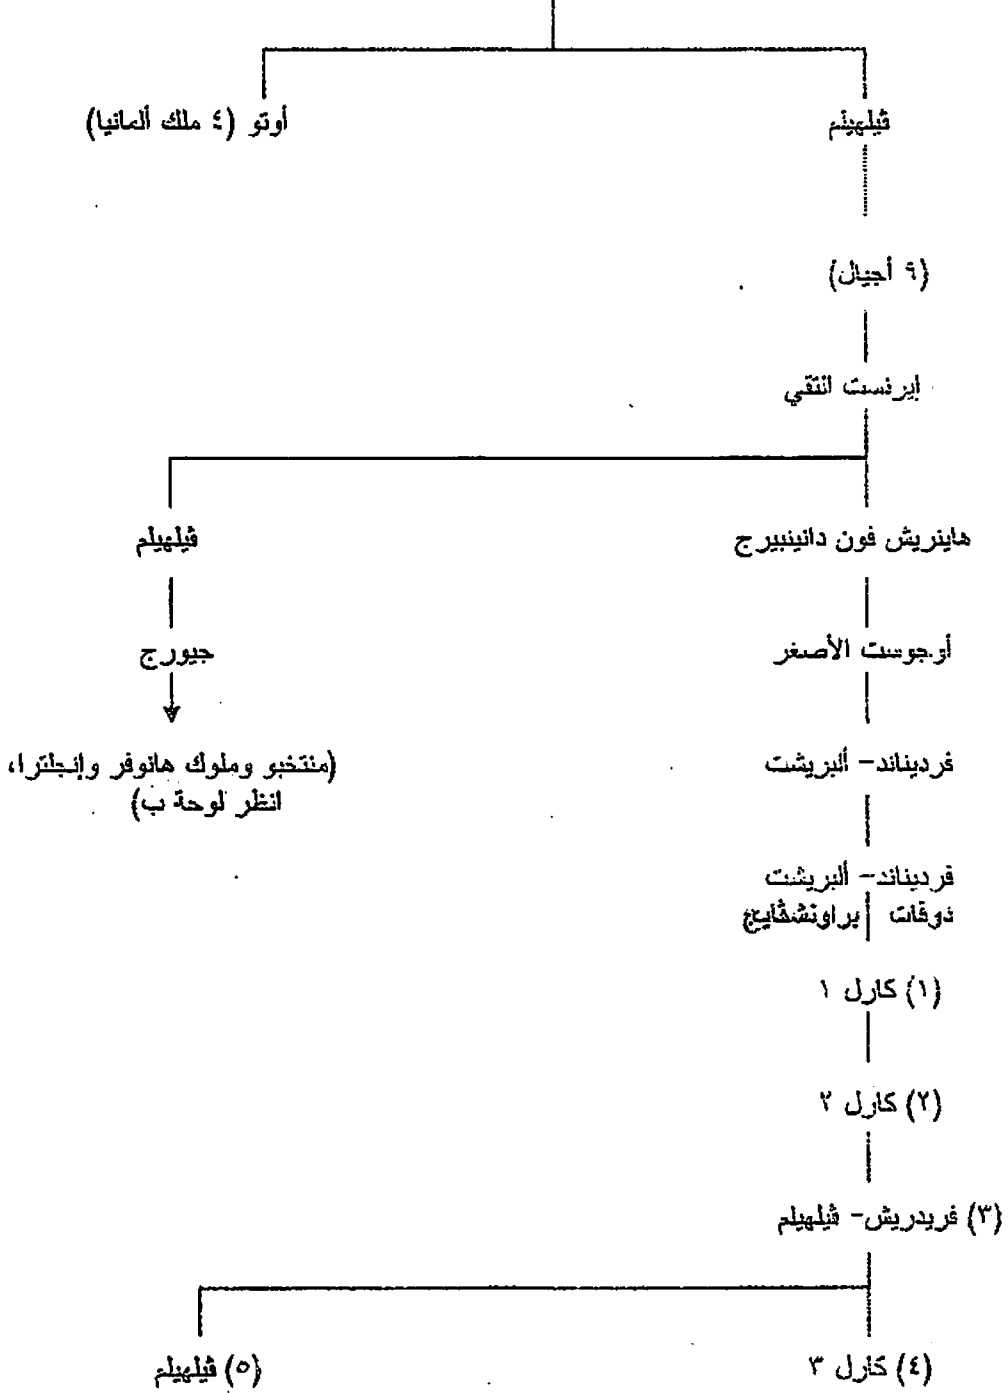 ڤيلهيلم
أوتو (٤ ملك ألمانيا)
(٩ أجيال)
إيرنست التقي
هاينريش فون دانينبيرج
ڤيلهيلم
أوجوست الأصغر
جيورج
فرديناند- ألبريشت
(منتخبو وملوك هانوفر وإنجلترا،
انظر لوحة ب)
فرديناند- ألبريشت
دوقات براونشڤايج
(١) كارل ١
(٢) كارل ٢
(٣) فريدريش- ڤيلهيلم
(٤) كارل ٣
(٥) ڤيلهيلم